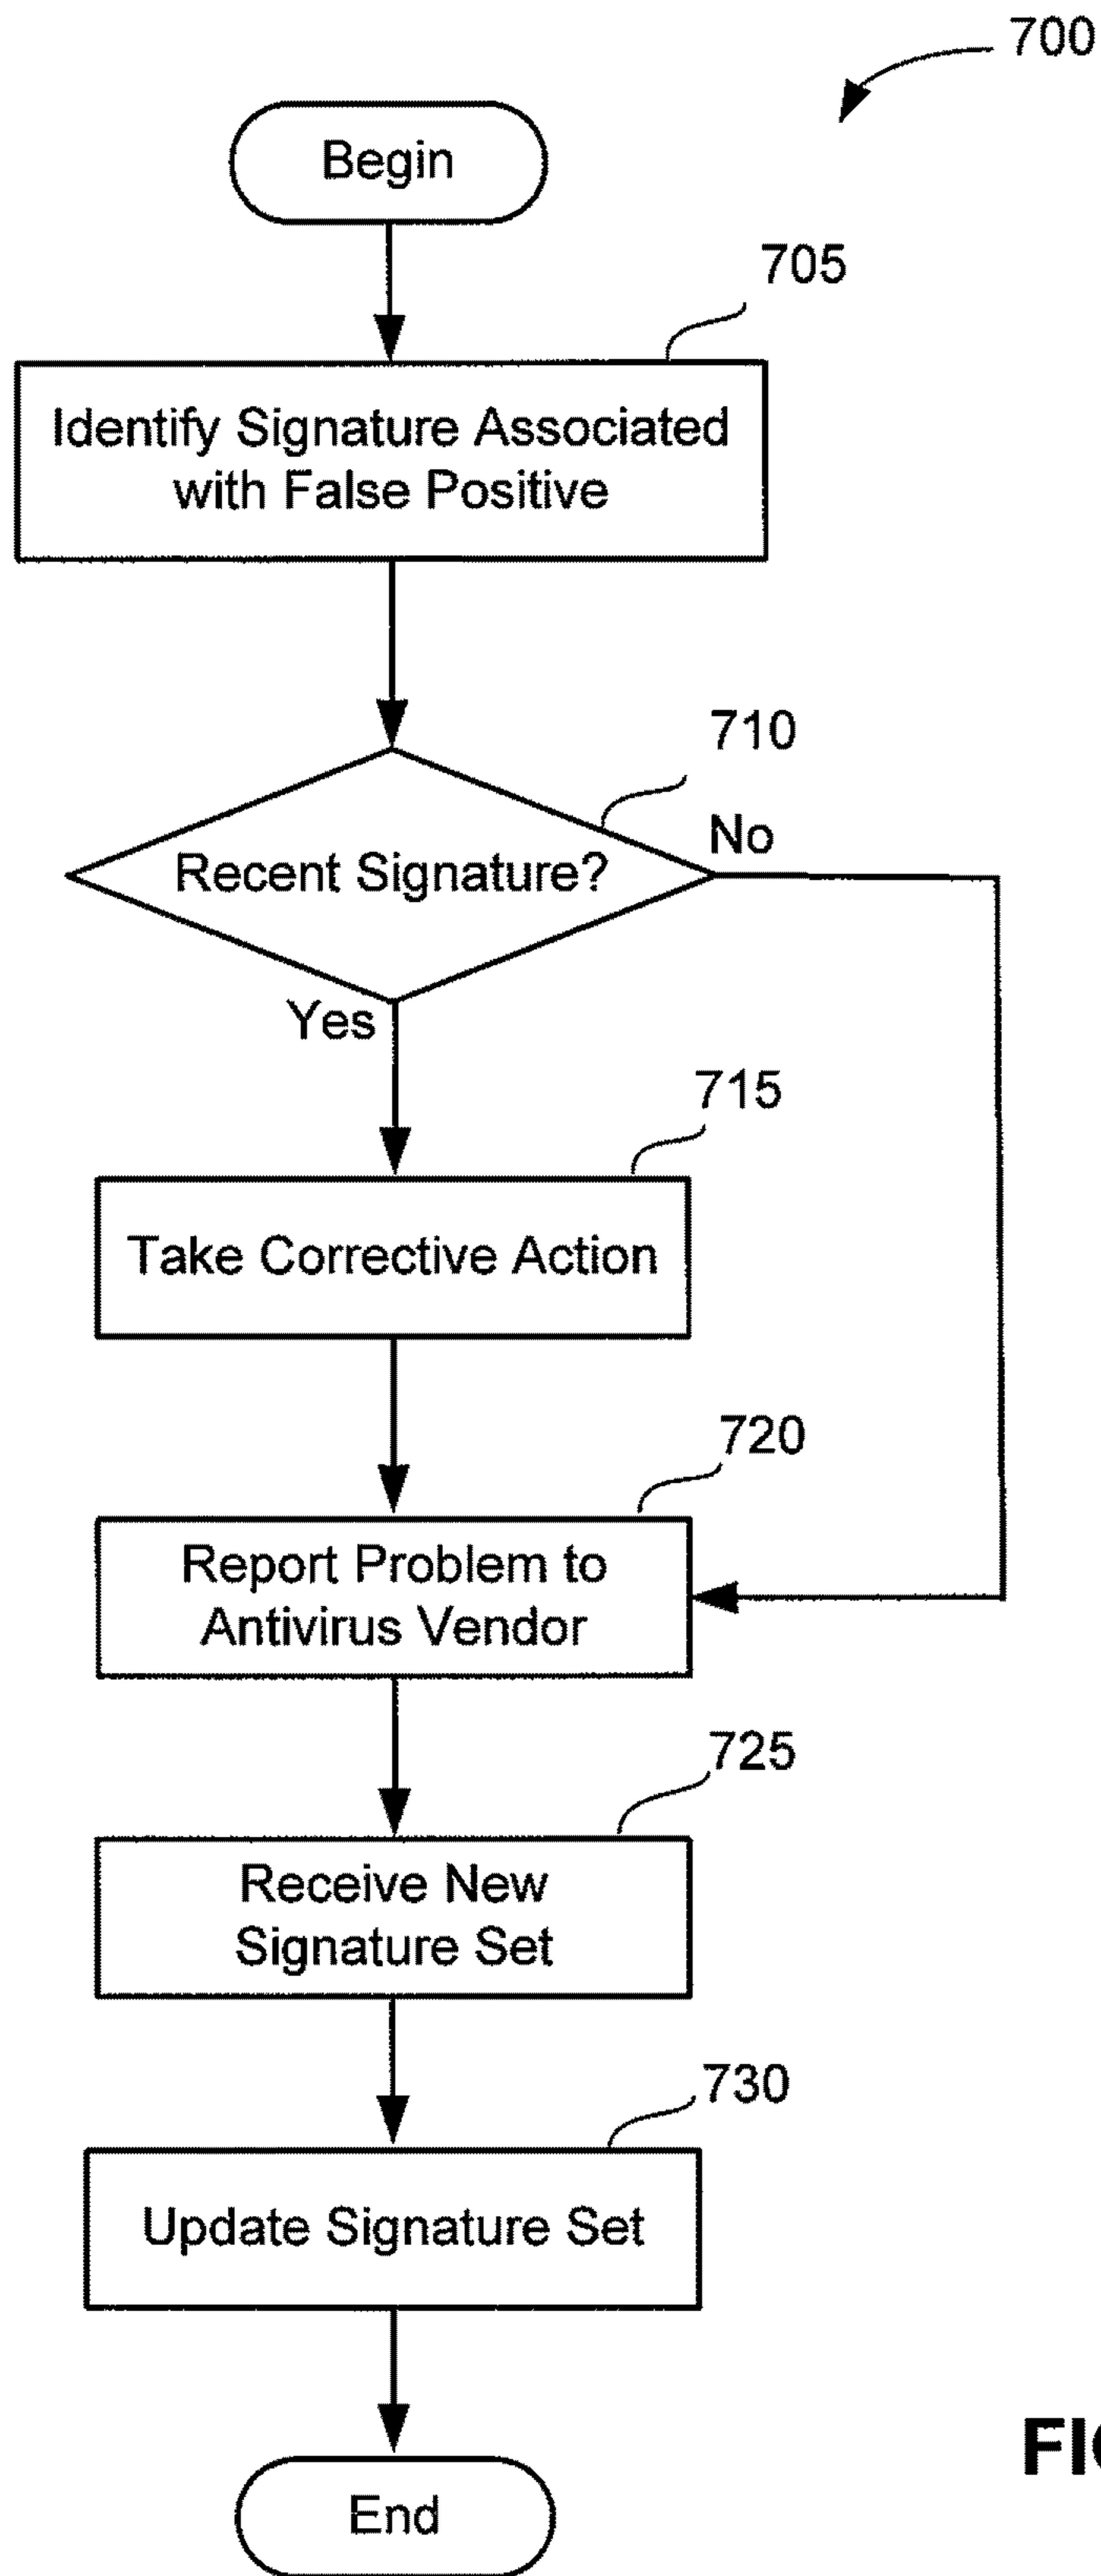 700
Begin
705
Identify Signature Associated
with False Positive
710
No
Recent Signature?
Yes
715
Take Corrective Action
720
Report Problem to
Antivirus Vendor
725
Receive New
Signature Set
730
Update Signature Set
End